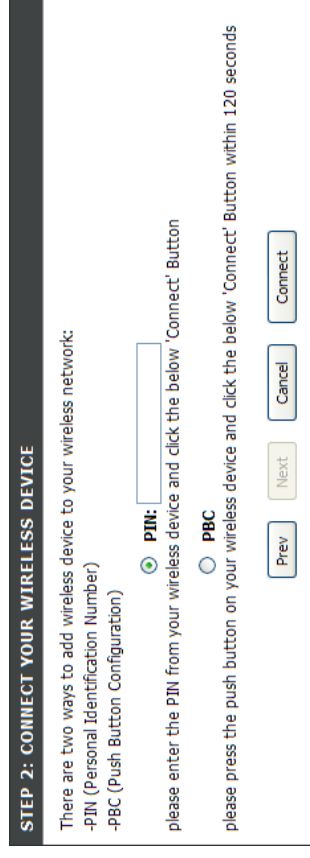 STEP 2: CONNECT YOUR WIRELESS DEVICE
There are two ways to add wireless device to your wireless network:
-PIN (Personal Identification Number)
-PBC (Push Button Configuration)
PIN:
please enter the PIN from your wireless device and click the below 'Connect' Button
PBC
please press the push button on your wireless device and click the below 'Connect' Button within 120 seconds
Prev Next Cancel Connect